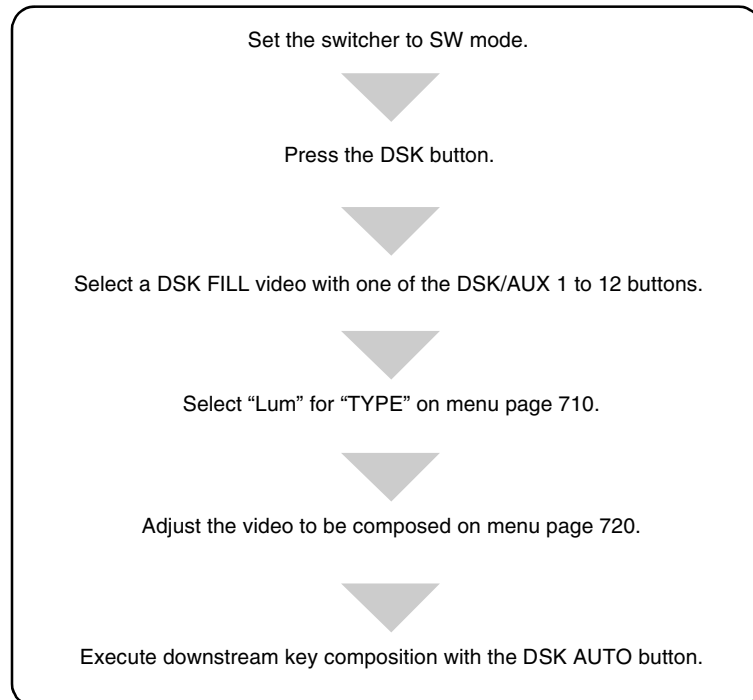 Set the switcher to SW mode.
Press the DSK button.
Select a DSK FILL video with one of the DSK/AUX 1 to 12 buttons.
Select “Lum” for “TYPE” on menu page 710.
Adjust the video to be composed on menu page 720.
Execute downstream key composition with the DSK AUTO button.